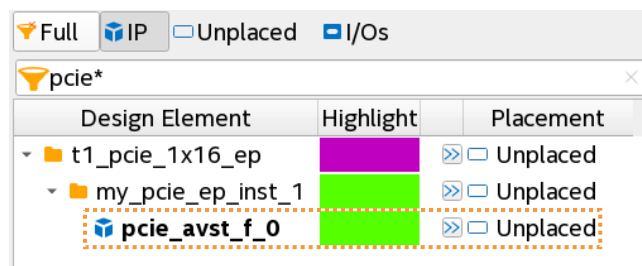 Full IP Unplaced I/Os
pcie*
Design Element Highlight Placement
t1_pcie_1x16_ep Unplaced
my_pcie_ep_inst_1 Unplaced
pcie_avst_f_0 Unplaced